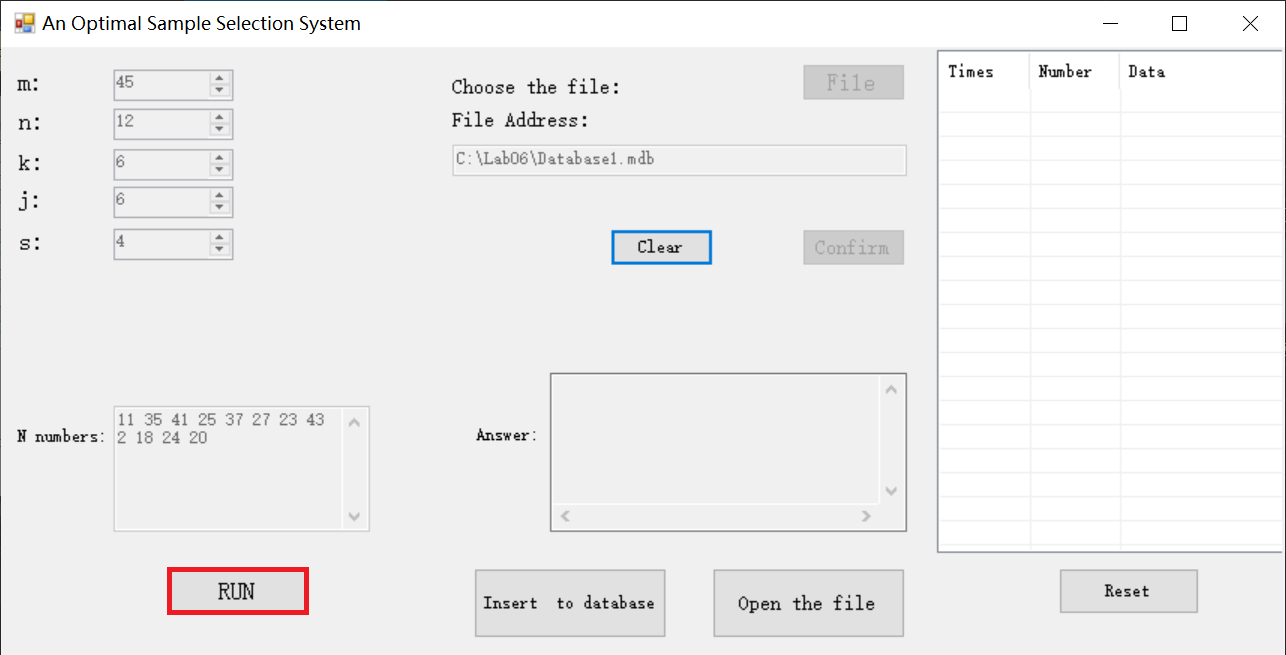 An Optimal Sample Selection System
m: 45
n: 12
k: 6
j: 6
s: 4
Choose the file: File
File Address:
C:\Lab06\Database1.mdb
Clear Confirm
N numbers: 11 35 41 25 37 27 23 43
2 18 24 20
Answer:
RUN
Insert to database
Open the file
Times Number Data
Reset